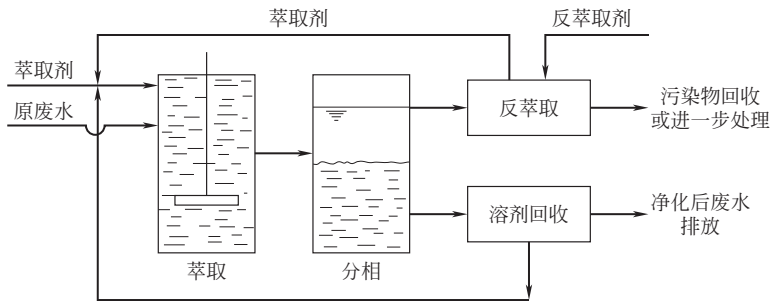 萃取剂
反萃取剂
萃取剂
原废水
反萃取
污染物回收
或进一步处理
溶剂回收
净化后废水
排放
萃取
分相